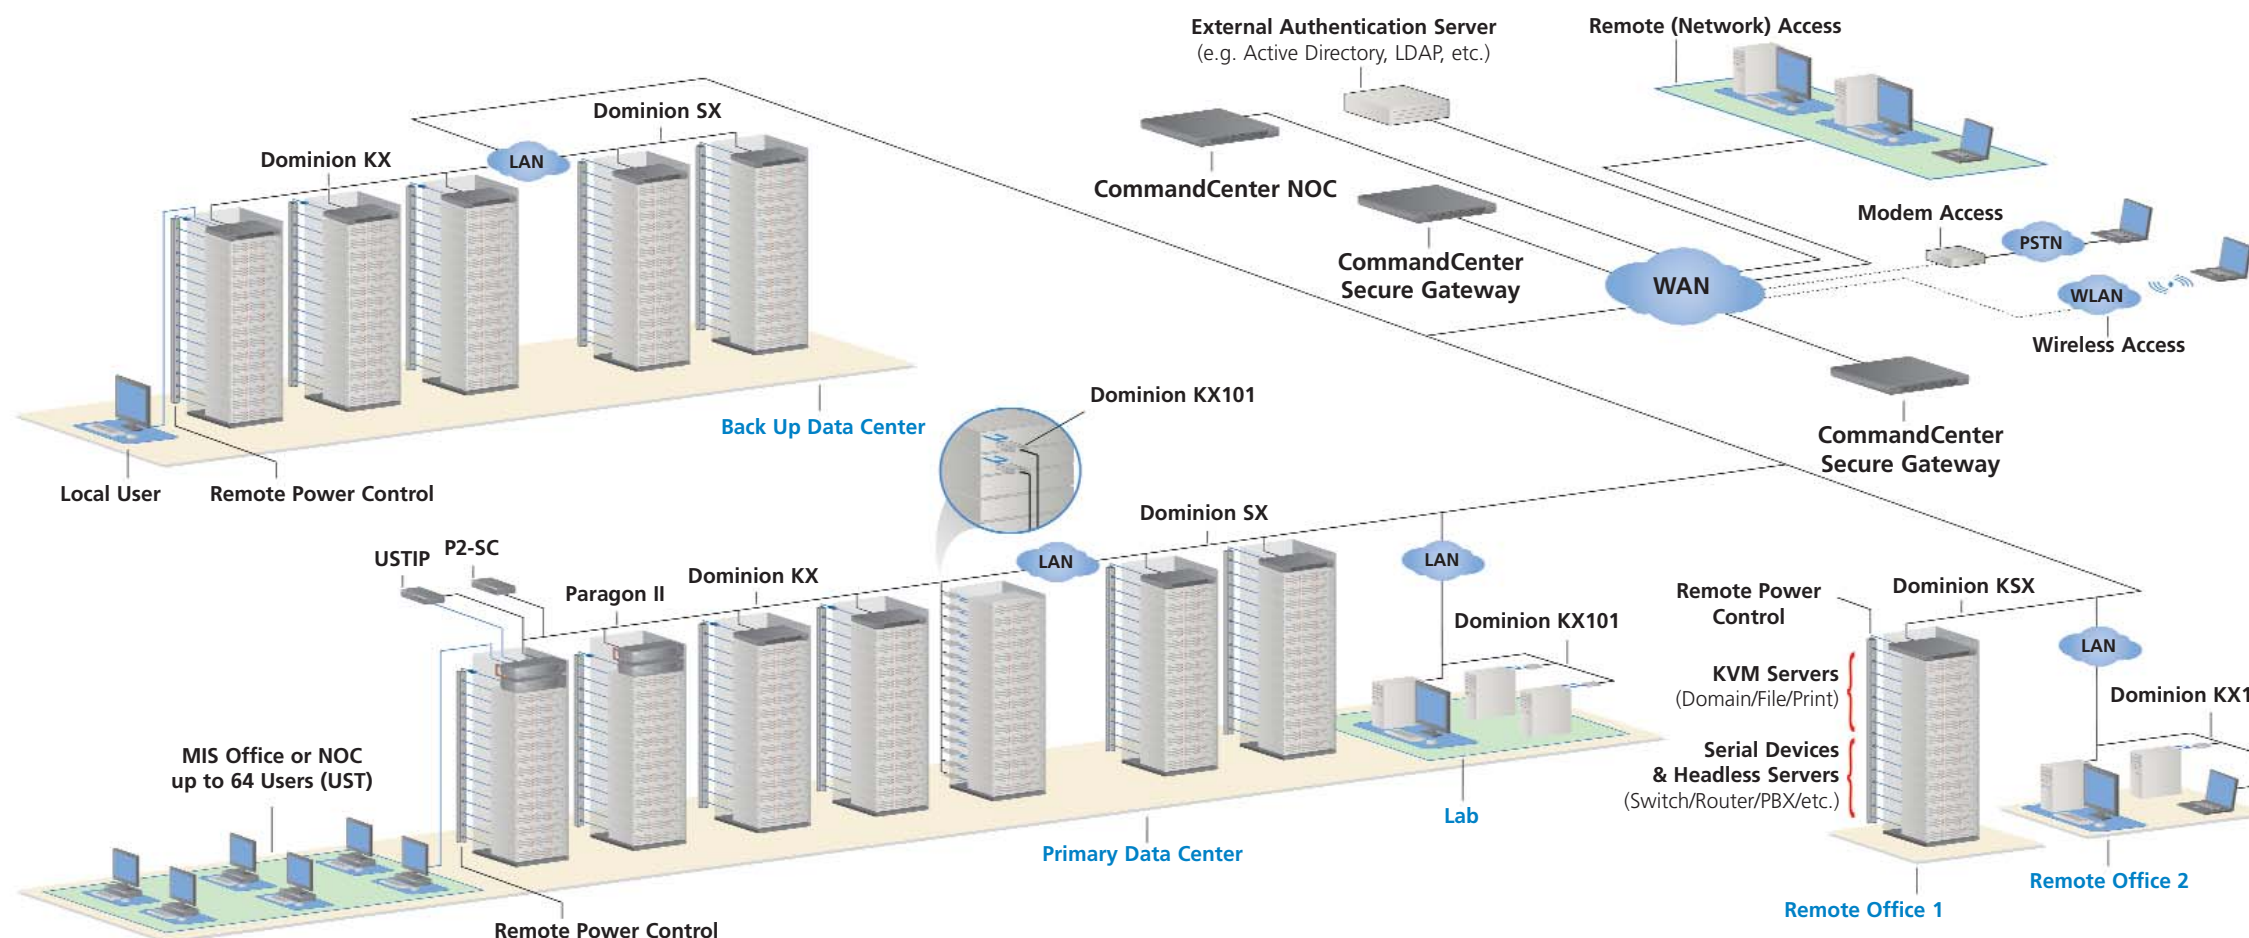 External Authentication Server
(e.g. Active Directory, LDAP, etc.)
Remote (Network) Access
Dominion SX
Dominion KX
LAN
CommandCenter NOC
Modem Access
PSTN
CommandCenter
Secure Gateway
WAN
WLAN
Wireless Access
Dominion KX101
Back Up Data Center
CommandCenter
Secure Gateway
Local User
Remote Power Control
Dominion SX
P2-SC
USTIP
LAN
LAN
Dominion KX
Paragon II
Remote Power
Control
Dominion KSX
Dominion KX101
LAN
KVM Servers
(Domain/File/Print)
Dominion KX1
MIS Office or NOC
up to 64 Users (UST)
Serial Devices
& Headless Servers
(Switch/Router/PBX/etc.)
Lab
Primary Data Center
Remote Office 2
Remote Office 1
Remote Power Control